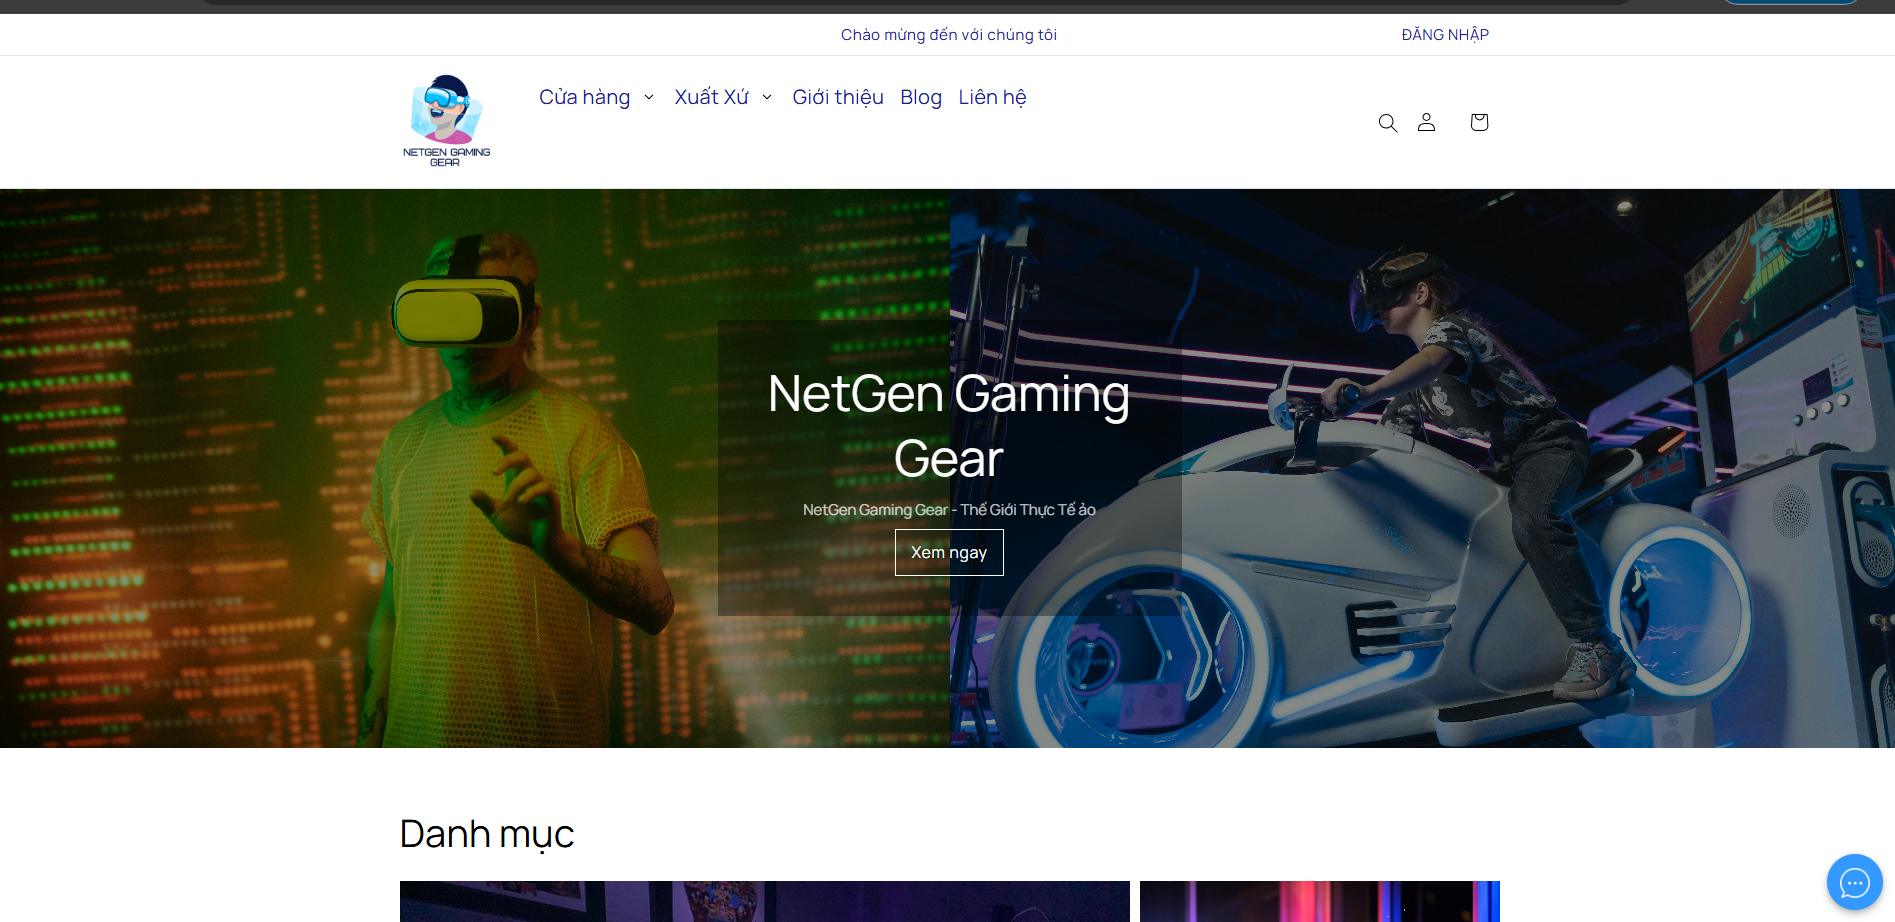 Chào mừng đến với chúng tôi
ĐĂNG NHẬP
NETGEN GAMING
GEAR
Cửa hàng
Xuất Xứ
Giới thiệu
Blog
Liên hệ
NetGen Gaming
Gear
NetGen Gaming Gear - Thế Giới Thực Tế ảo
Xem ngay
Danh mục